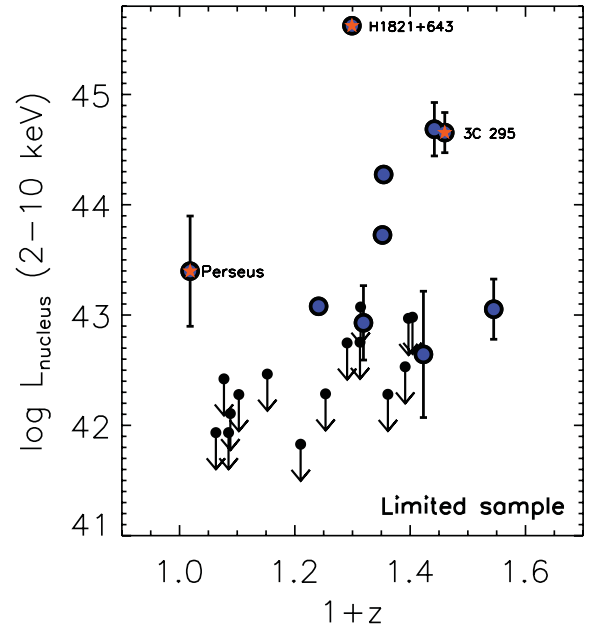 H1821+643
45
3C 295
44
Perseus
43
42
Limited sample
41
1.0 1.2 1.4 1.6
1+z
log Lnucleus (2−10 keV)